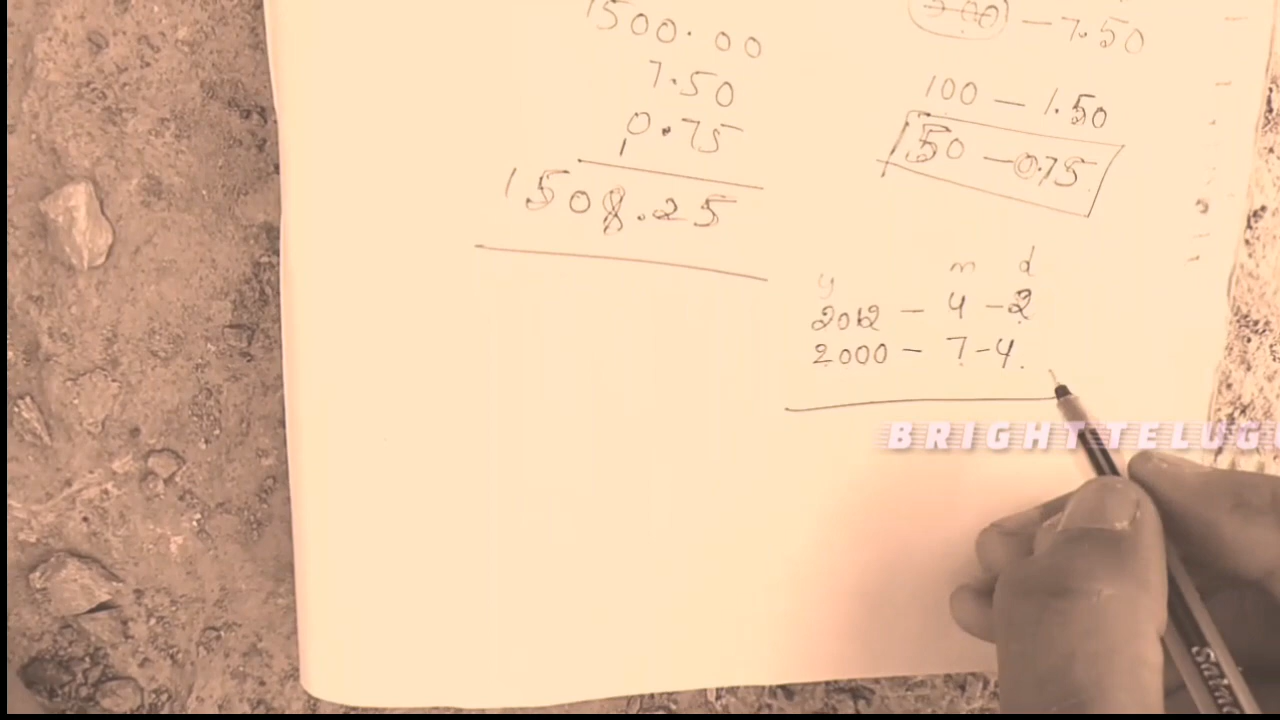 1500.00
7.50
0.75
1508.25
- 7.50
100 - 1.50
50 - 0.75
y m d
2012 - 4 - 2
2000 - 7 - 4
BRIGHT TELUG